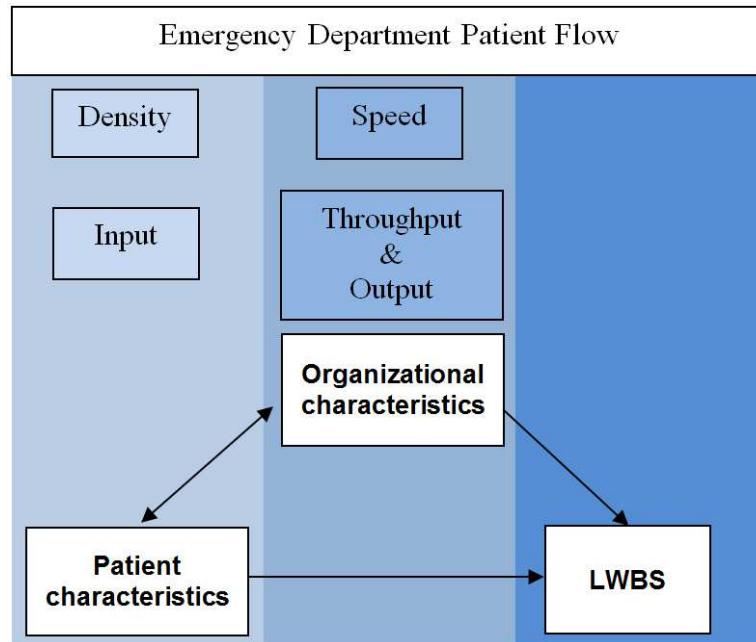 Emergency Department Patient Flow
Density
Speed
Input
Throughput
&
Output
Organizational
characteristics
Patient
characteristics
LWBS